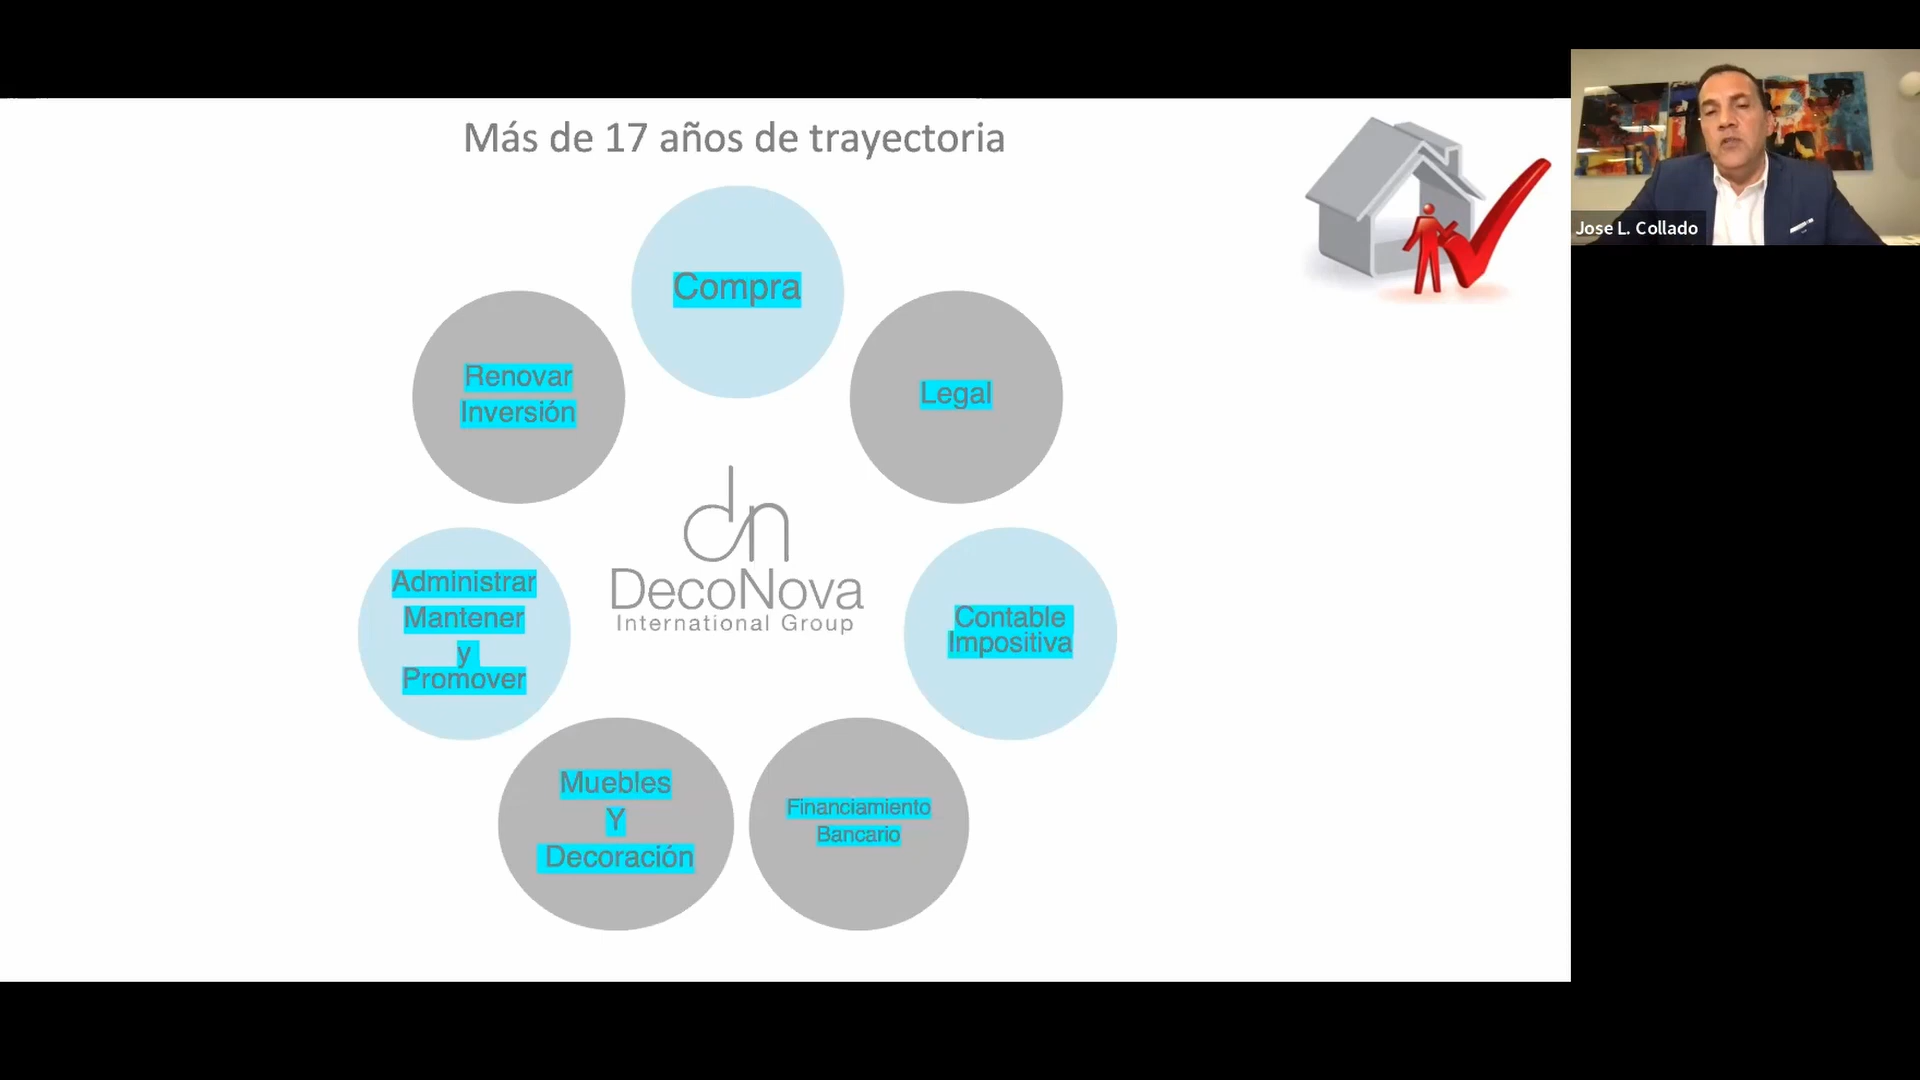 Más de 17 años de trayectoria
Compra
Legal
Contable
Impositiva
Financiamiento
Bancario
Muebles
Y
Decoración
Administrar
Mantener
y
Promover
Renovar
Inversión
dn
DecoNova
International Group
Jose L. Collado